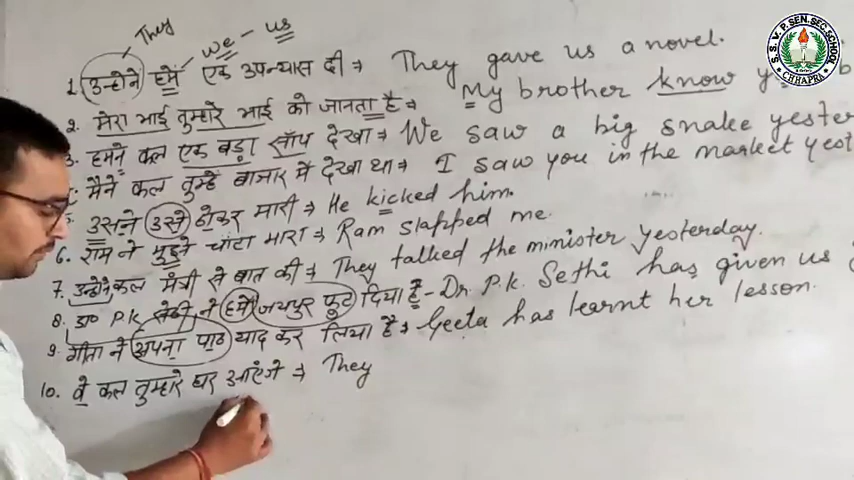 S. S. V. P. SEN. SEC. SCHOOL
CHHAPRA
They
we - us
1. उन्होंने हमें एक उपन्यास दी ⇒ They gave us a novel.
2. मेरा भाई तुम्हारे भाई को जानता है ⇒ My brother know
3. हमने कल एक बड़ा साँप देखा ⇒ We saw a big snake yester
मैंने कल तुम्हें बाजार में देखा था ⇒ I saw you in the market yest
5. उसने उसे ठोकर मारी ⇒ He kicked him.
6. राम ने मुझे चांटा मारा ⇒ Ram slapped me.
7. उन्होंने कल मंत्री से बात की ⇒ They talked the minister yesterday.
8. डा० P.K सेठी ने हमें जयपुर फुट दिया है - Dr. P.K. Sethi has given us
9. गीता ने अपना पाठ याद कर लिया है ⇒ Geeta has learnt her lesson.
10. वे कल तुम्हारे घर आएंगे ⇒ They